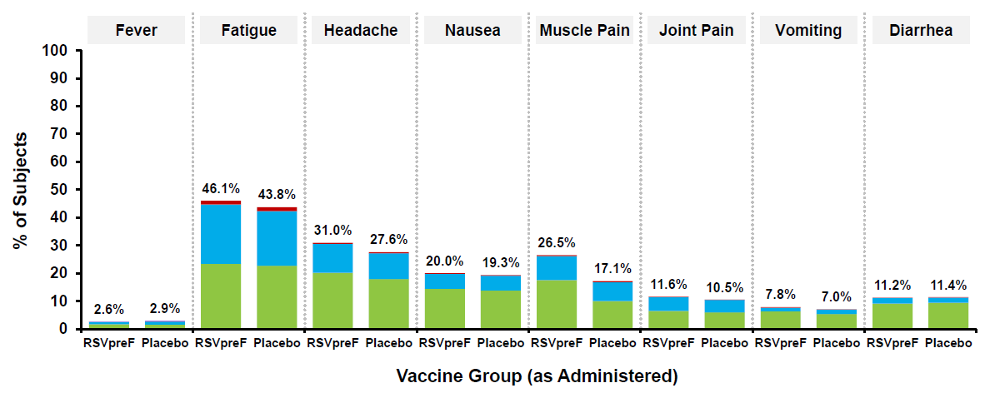 Fever Fatigue Headache Nausea Muscle Pain Joint Pain Vomiting Diarrhea
100
90
80
70
60
50
40
30
20
10
0
% of Subjects
2.6% 2.9% 46.1% 43.8% 31.0% 27.6% 20.0% 19.3% 26.5% 17.1% 11.6% 10.5% 7.8% 7.0% 11.2% 11.4%
RSVpreF Placebo RSVpreF Placebo RSVpreF Placebo RSVpreF Placebo RSVpreF Placebo RSVpreF Placebo RSVpreF Placebo RSVpreF Placebo
Vaccine Group (as Administered)